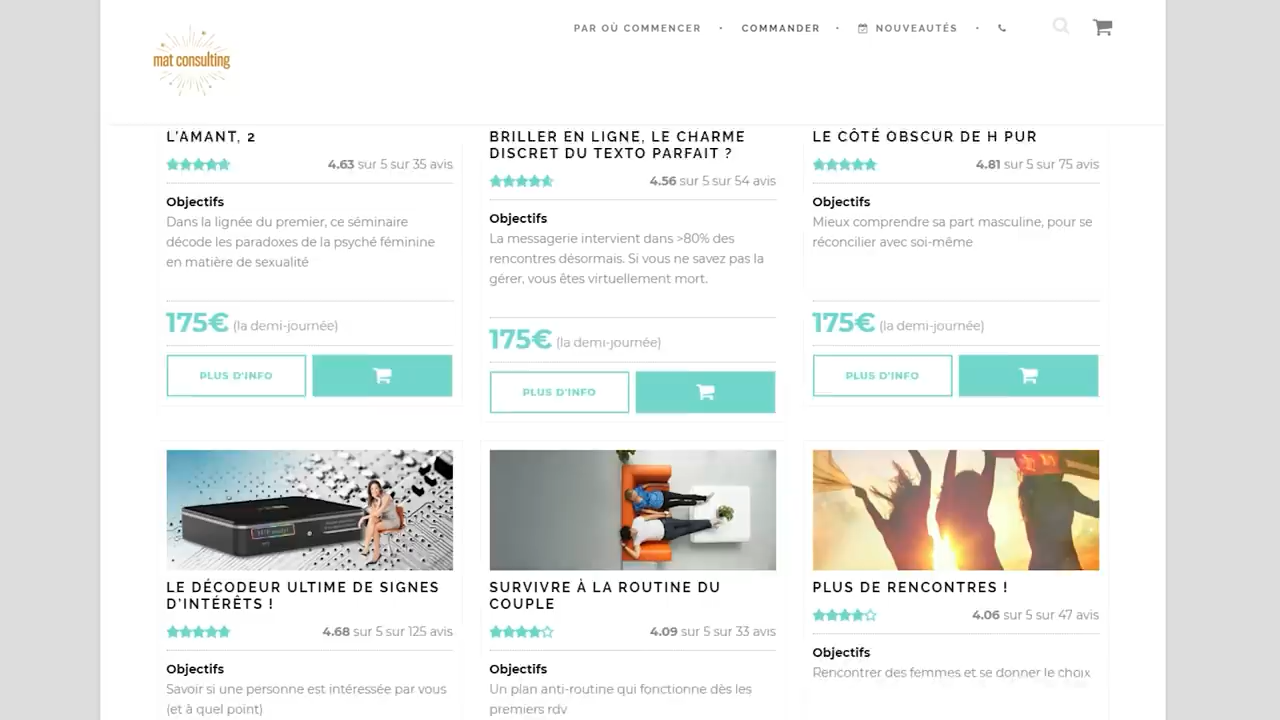 mat consulting
PAR OÙ COMMENCER • COMMANDER • NOUVEAUTÉS •
L'AMANT, 2
4.63 sur 5 sur 35 avis
Objectifs
Dans la lignée du premier, ce séminaire
décode les paradoxes de la psyché féminine
en matière de sexualité
175€ (la demi-journée)
PLUS D'INFO
BRILLER EN LIGNE, LE CHARME
DISCRET DU TEXTO PARFAIT ?
4.56 sur 5 sur 54 avis
Objectifs
La messagerie intervient dans >80% des
rencontres désormais. Si vous ne savez pas la
gérer, vous êtes virtuellement mort.
175€ (la demi-journée)
PLUS D'INFO
LE CÔTÉ OBSCUR DE H PUR
4.81 sur 5 sur 75 avis
Objectifs
Mieux comprendre sa part masculine, pour se
réconcilier avec soi-même
175€ (la demi-journée)
PLUS D'INFO
LE DÉCODEUR ULTIME DE SIGNES
D'INTÉRÊTS !
4.68 sur 5 sur 125 avis
Objectifs
Savoir si une personne est intéressée par vous
(et à quel point)
SURVIVRE À LA ROUTINE DU
COUPLE
4.09 sur 5 sur 33 avis
Objectifs
Un plan anti-routine qui fonctionne dès les
premiers rdv
PLUS DE RENCONTRES !
4.06 sur 5 sur 47 avis
Objectifs
Rencontrer des femmes et se donner le choix